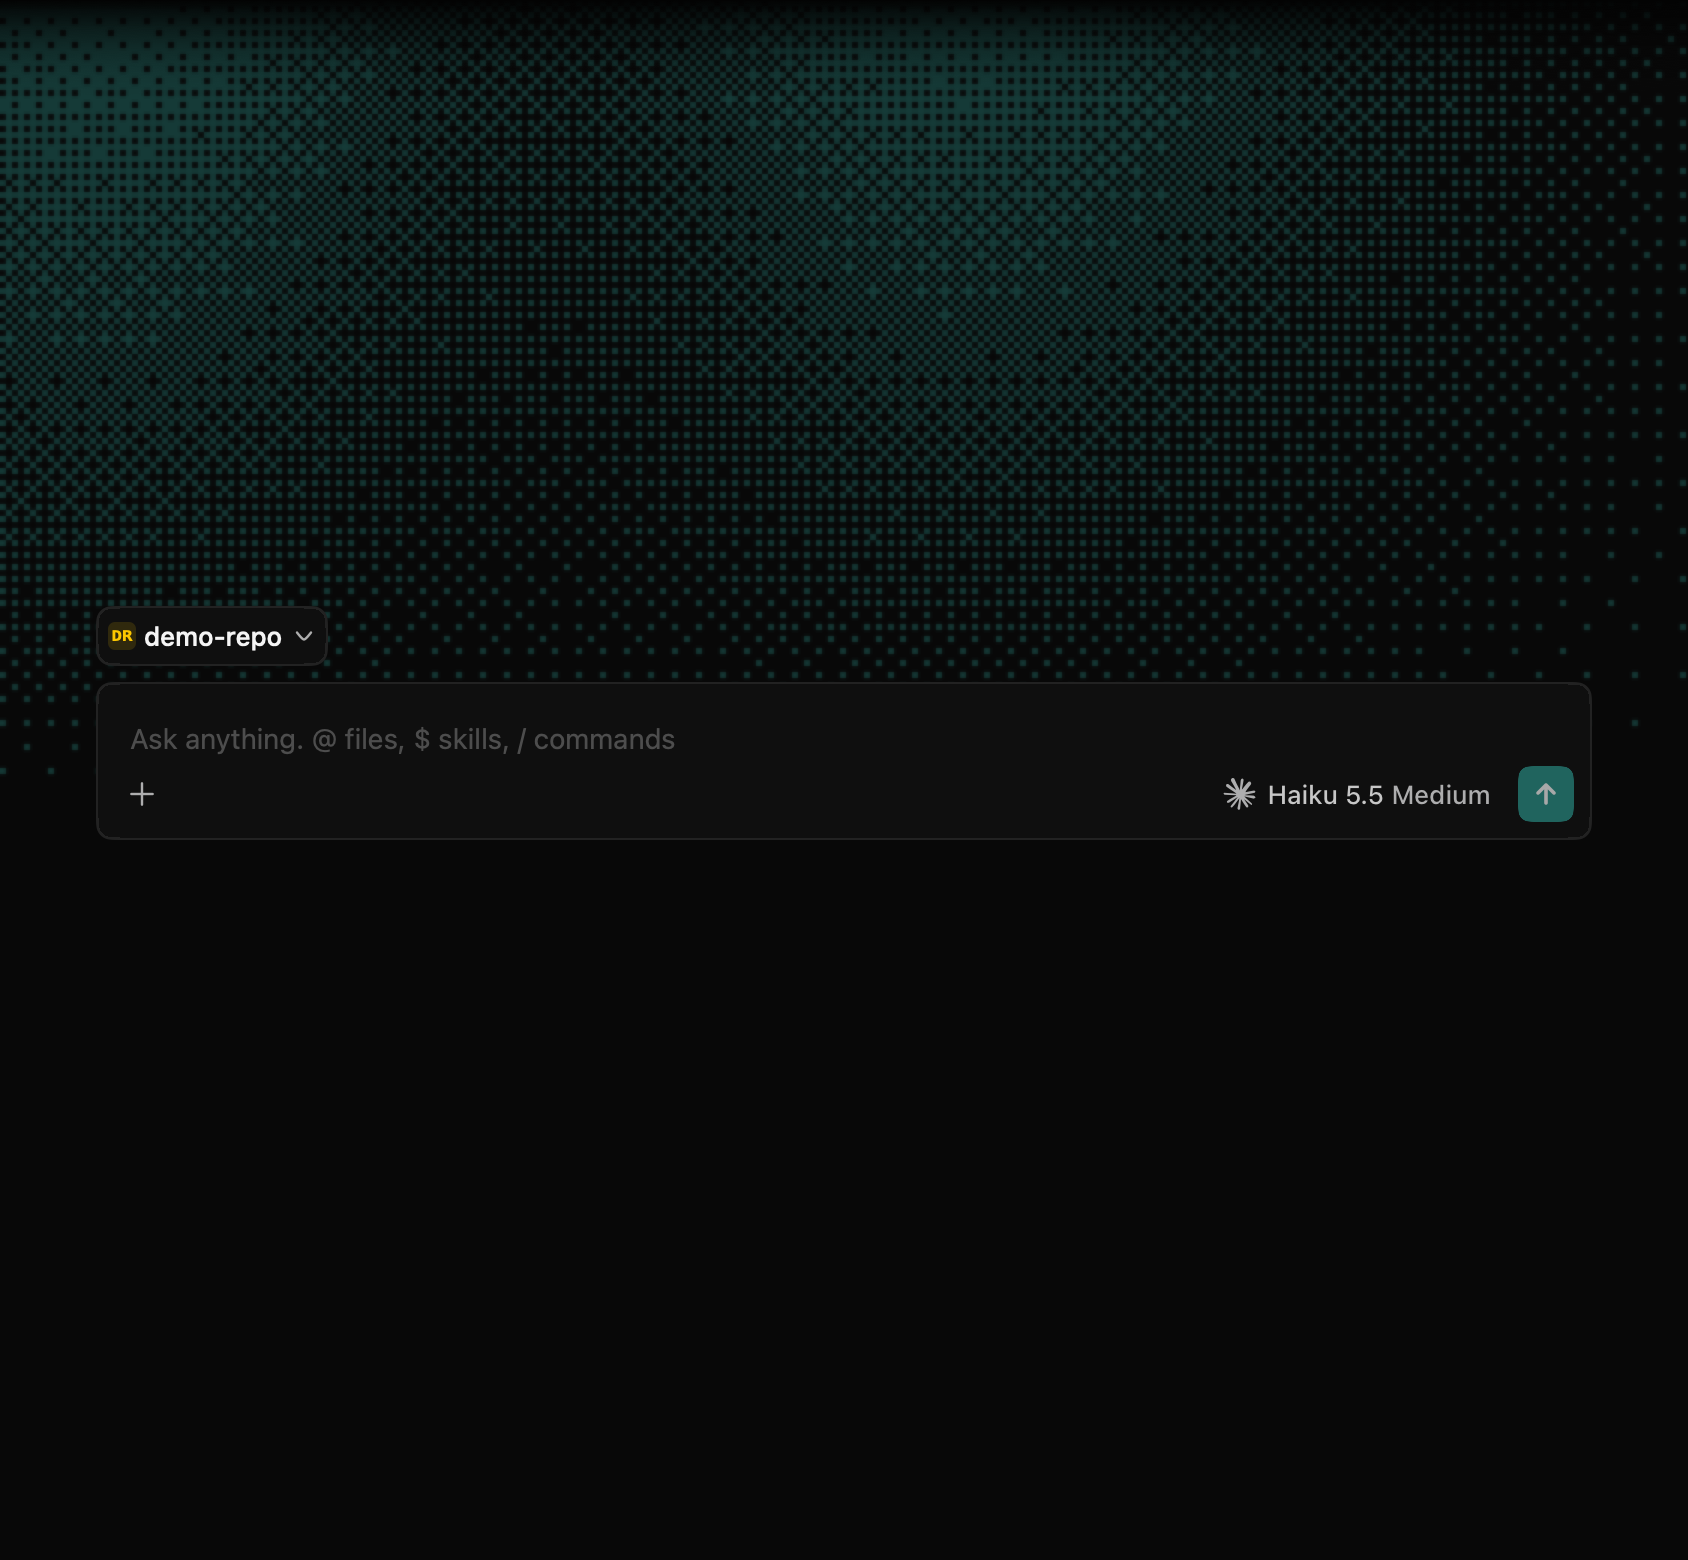 DR demo-repo
Ask anything. @ files, $ skills, / commands
Haiku 5.5 Medium